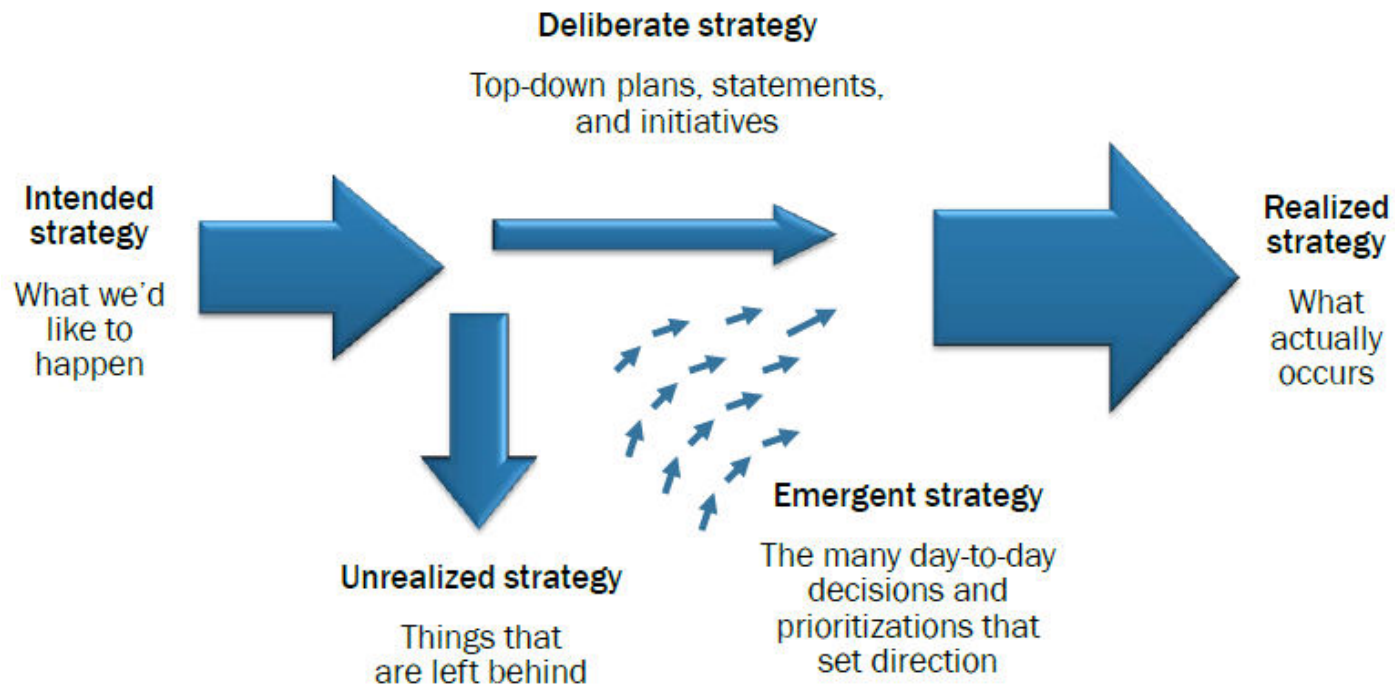 Deliberate strategy
Top-down plans, statements,
and initiatives
Intended
strategy
What we’d
like to
happen
Realized
strategy
What
actually
occurs
Unrealized strategy
Things that
are left behind
Emergent strategy
The many day-to-day
decisions and
prioritizations that
set direction